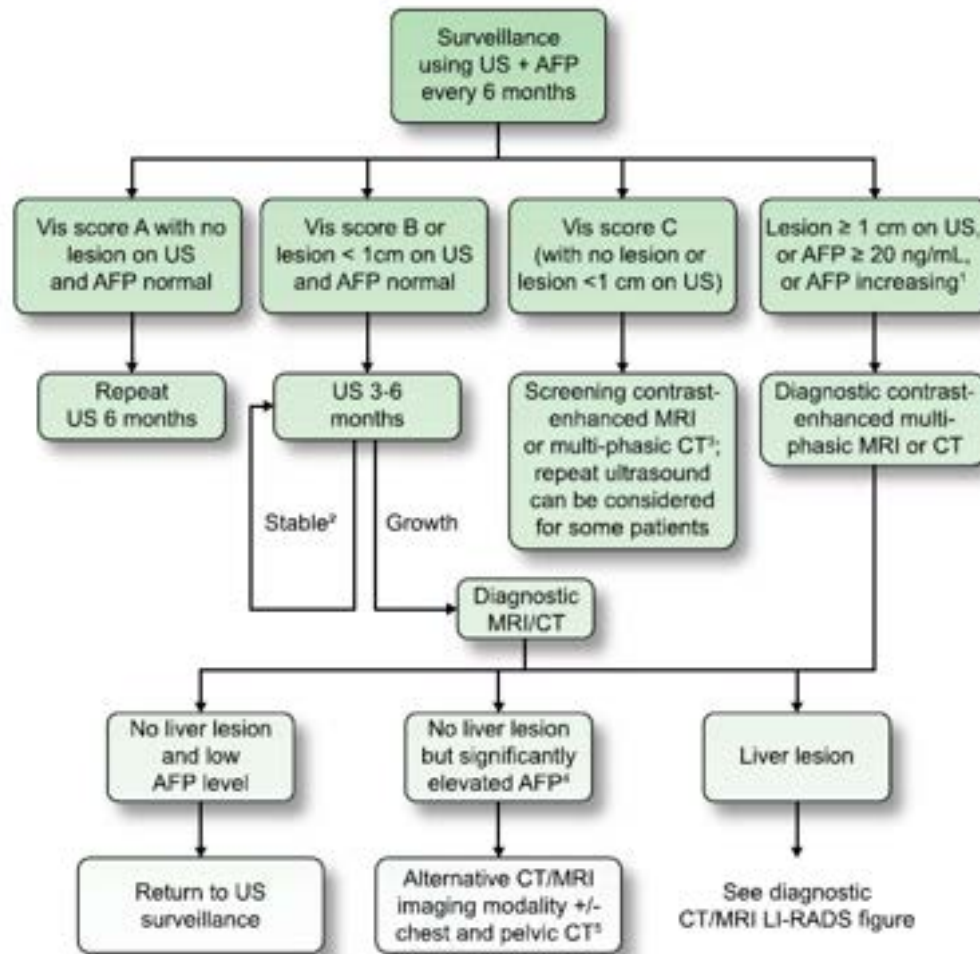 Surveillance
using US + AFP
every 6 months
Vis score A with no
lesion on US
and AFP normal
Vis score B or
lesion < 1cm on US
and AFP normal
Vis score C
(with no lesion or
lesion <1 cm on US)
Lesion ≥ 1 cm on US,
or AFP ≥ 20 ng/mL,
or AFP increasing¹
Repeat
US 6 months
US 3-6
months
Screening contrast-
enhanced MRI
or multi-phasic CT³;
repeat ultrasound
can be considered
for some patients
Diagnostic contrast-
enhanced multi-
phasic MRI or CT
Stable²
Growth
Diagnostic
MRI/CT
No liver lesion
and low
AFP level
No liver lesion
but significantly
elevated AFP⁴
Liver lesion
Return to US
surveillance
Alternative CT/MRI
imaging modality +/-
chest and pelvic CT⁵
See diagnostic
CT/MRI LI-RADS figure